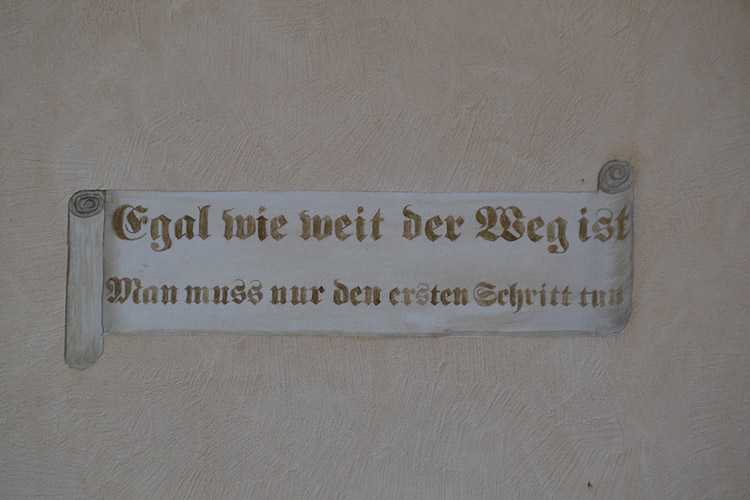 Egal wie weit der Weg ist
Man muss nur den ersten Schritt tun